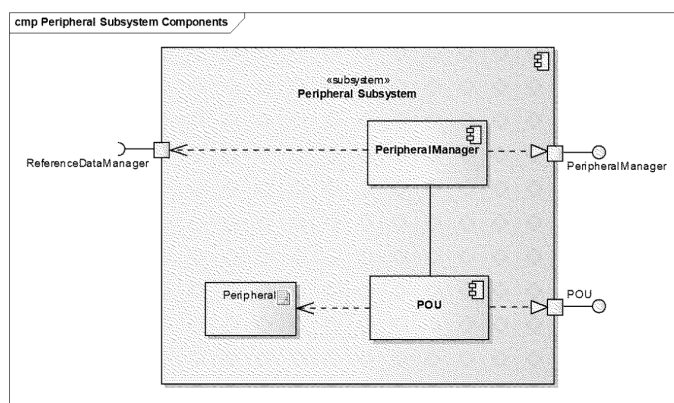 cmp Peripheral Subsystem Components
«subsystem»
Peripheral Subsystem
PeripheralManager
ReferenceDataManager
PeripheralManager
Peripheral
POU
POU